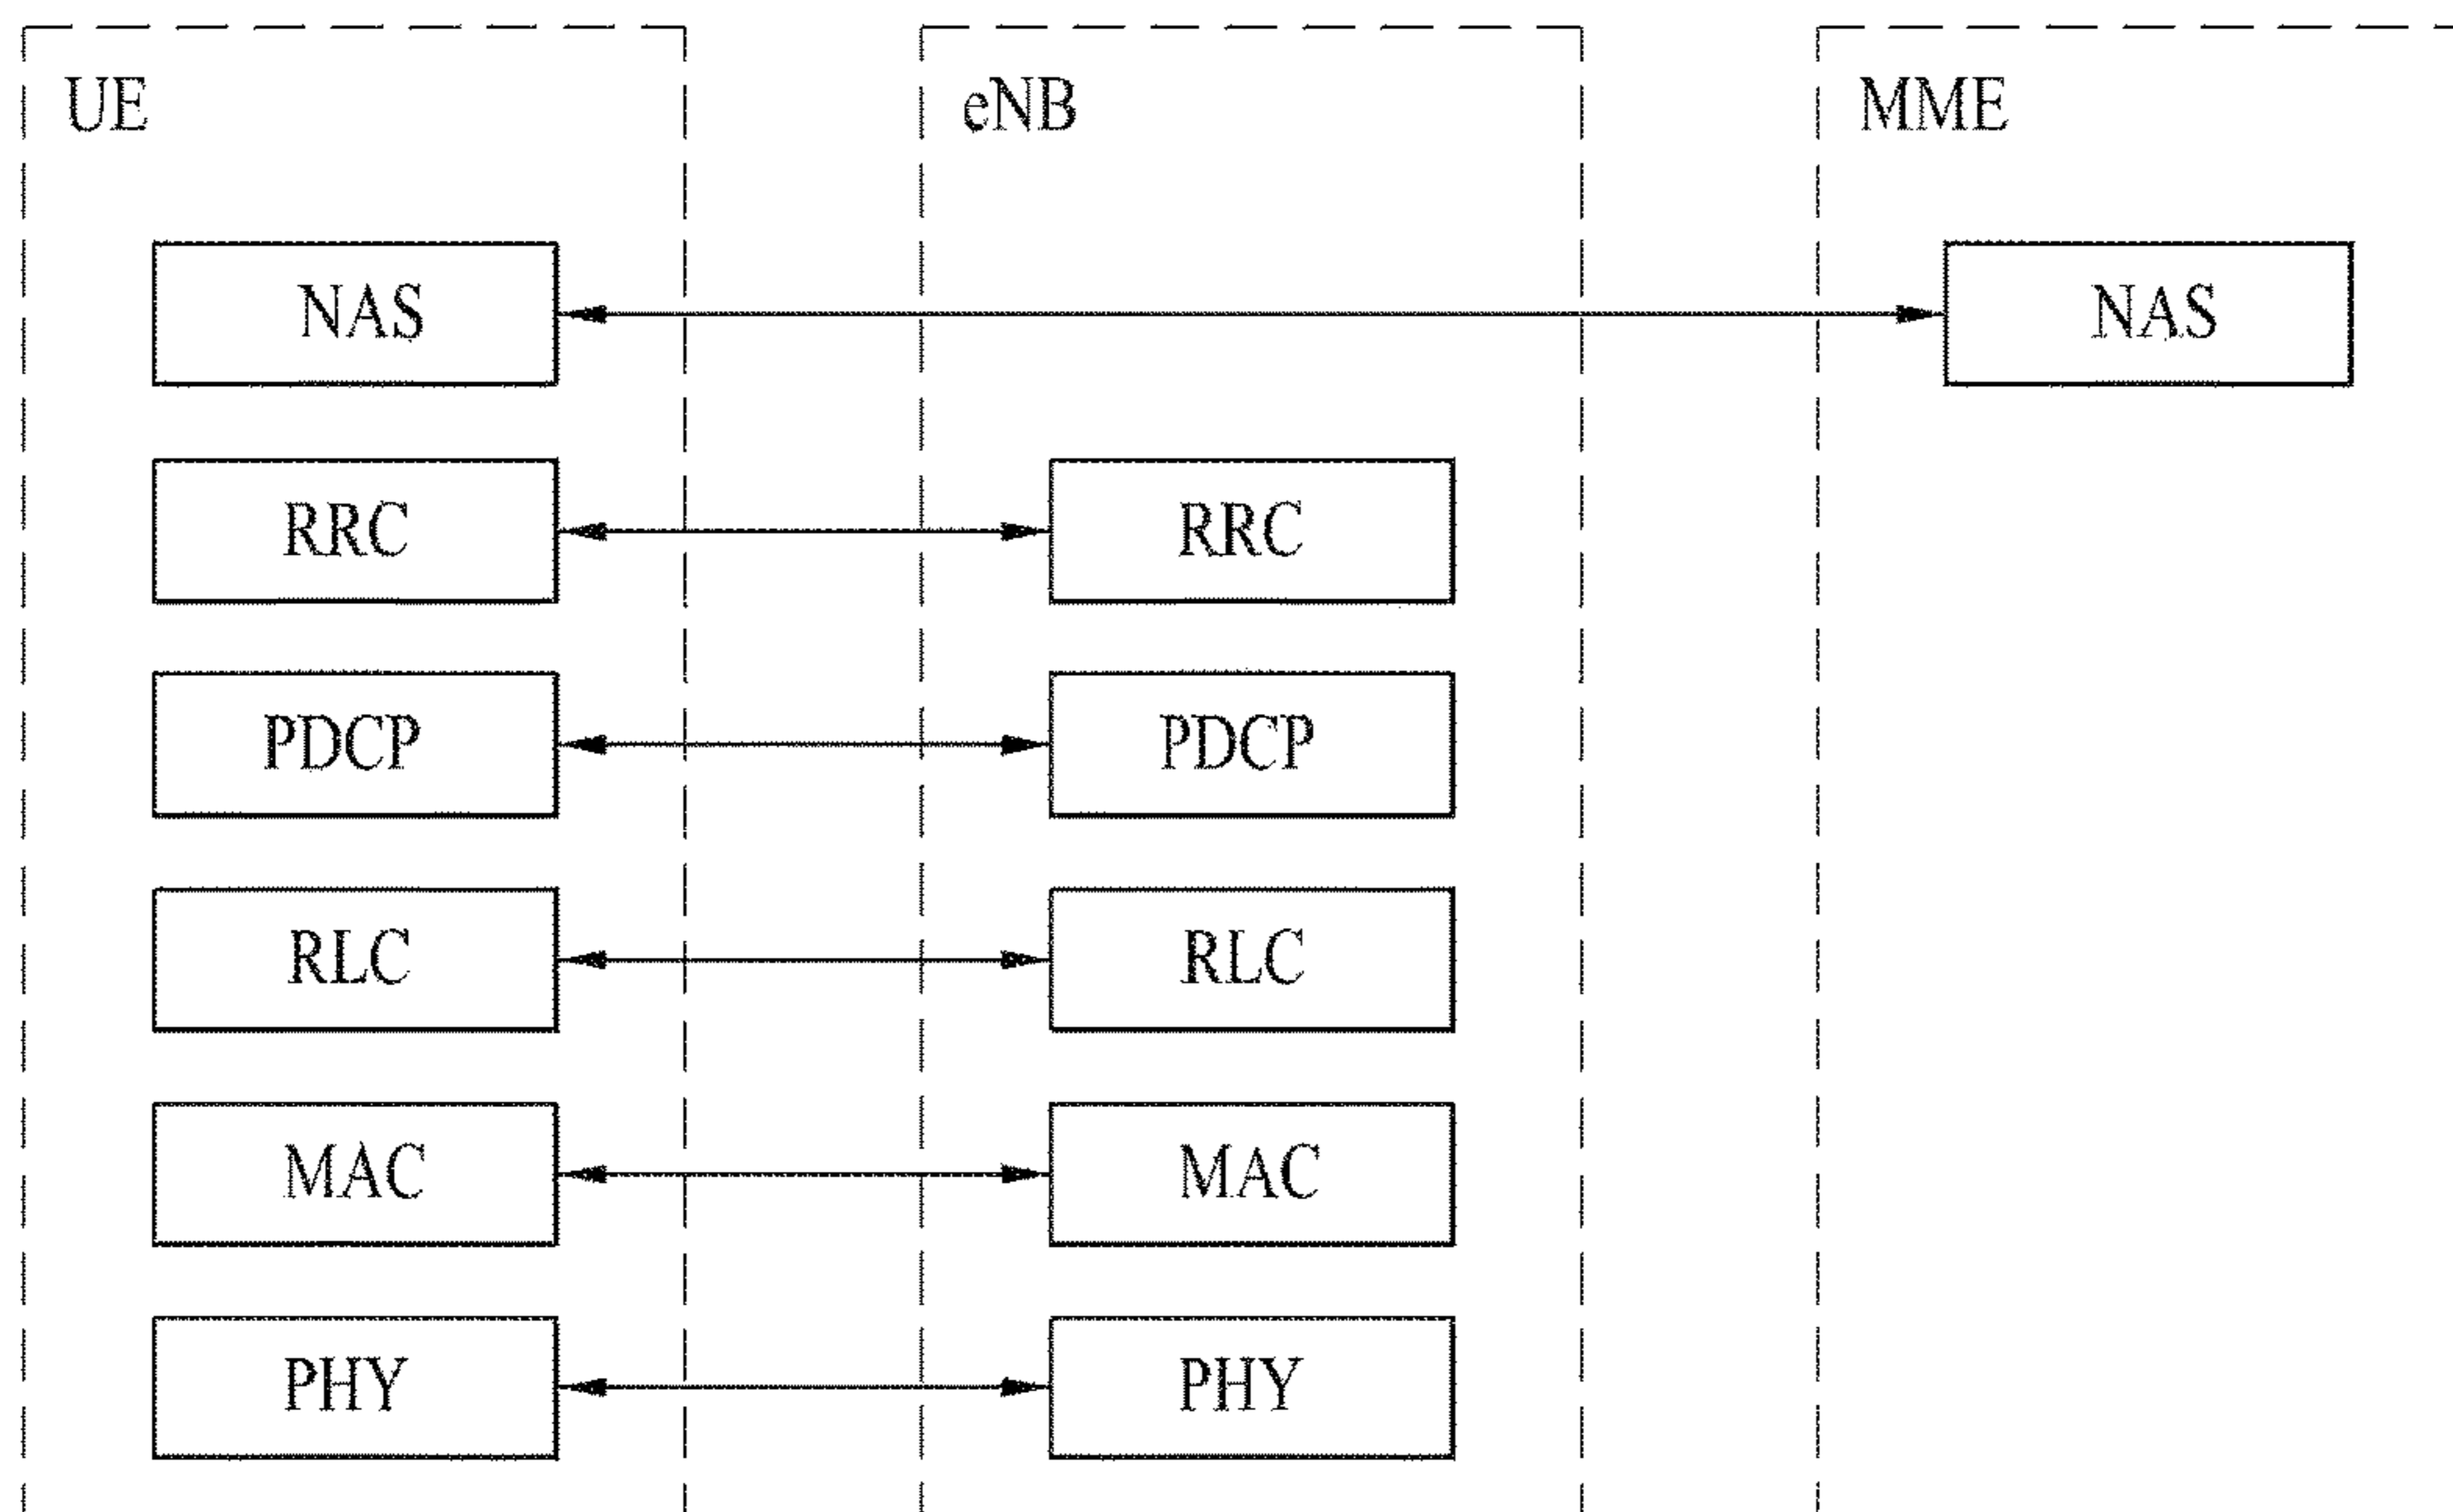 UE eNB MME
NAS NAS
RRC RRC
PDCP PDCP
RLC RLC
MAC MAC
PHY PHY